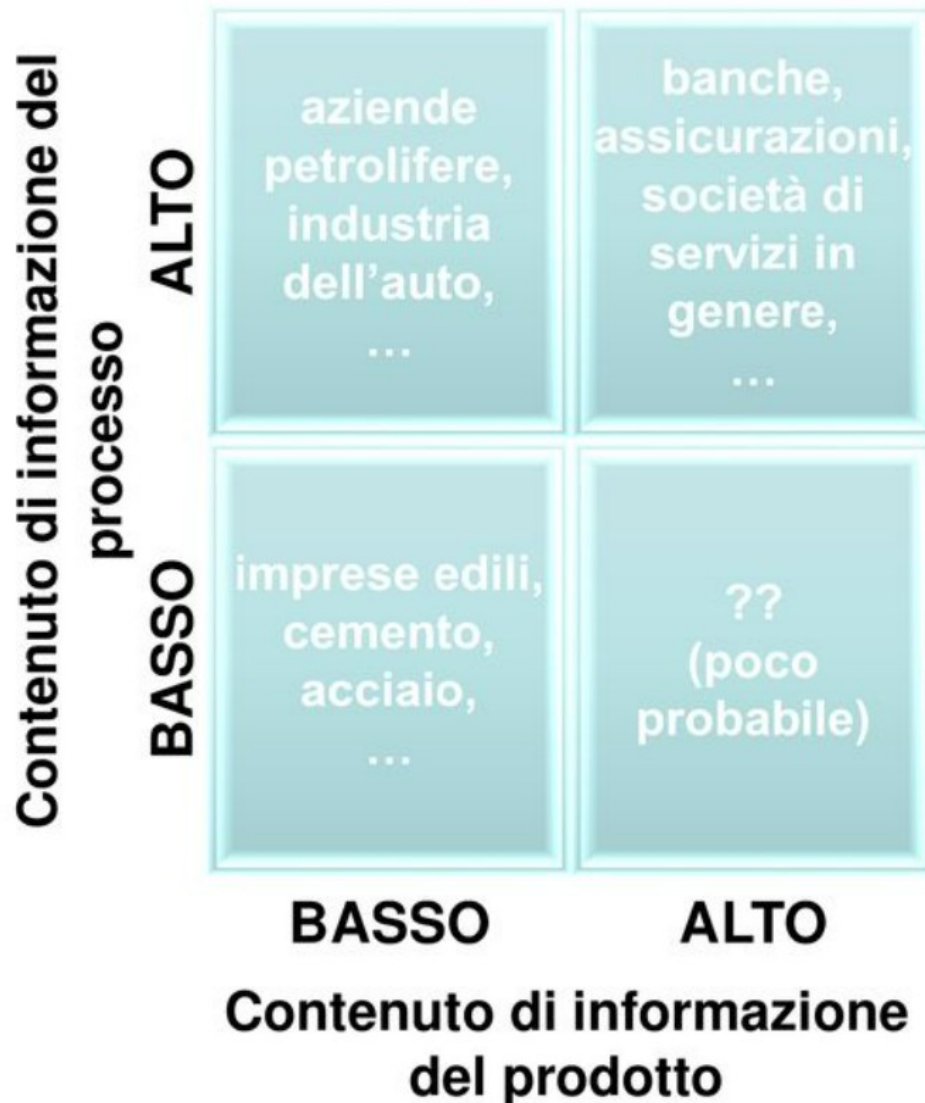 Contenuto di informazione del
processo
ALTO
BASSO
aziende
petrolifere,
industria
dell’auto,
…
banche,
assicurazioni,
società di
servizi in
genere,
…
imprese edili,
cemento,
acciaio,
…
??
(poco
probabile)
BASSO
ALTO
Contenuto di informazione
del prodotto